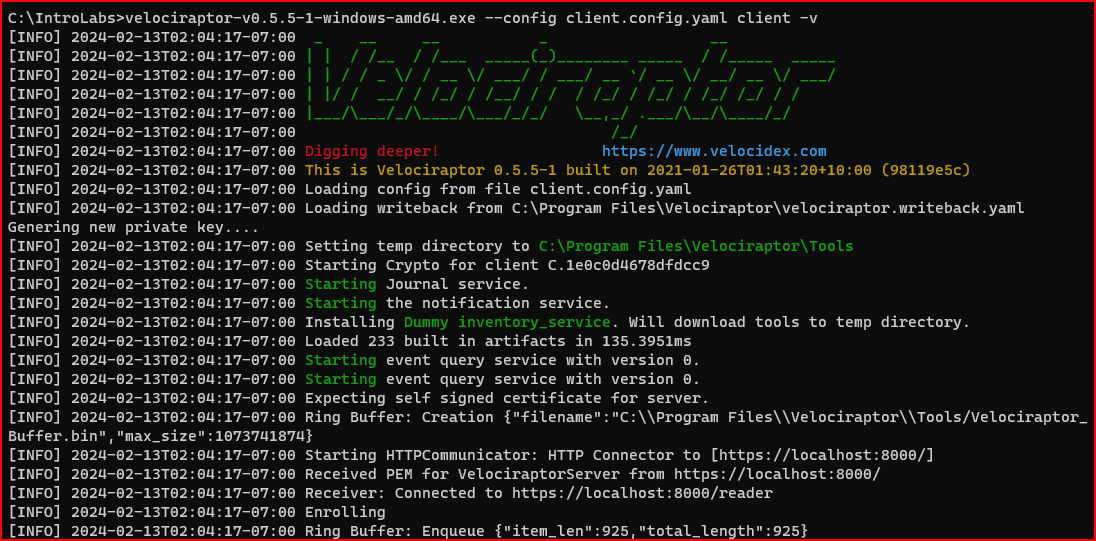 C:\IntroLabs>velociraptor-v0.5.5-1-windows-amd64.exe --config client.config.yaml client -v
[INFO] 2024-02-13T02:04:17-07:00  _    __     __           _                  __
[INFO] 2024-02-13T02:04:17-07:00 | |  / /__  / /___  _____(_)________ _____  / /_____  _____
[INFO] 2024-02-13T02:04:17-07:00 | | / / _ \/ / __ \/ ___/ / ___/ __ `/ __ \/ __/ __ \/ ___/
[INFO] 2024-02-13T02:04:17-07:00 | |/ /  __/ / /_/ / /__/ / /  / /_/ / /_/ / /_/ /_/ / /
[INFO] 2024-02-13T02:04:17-07:00 |___/\___/_/\____/\___/_/_/   \__,_/ .___/\__/\____/_/
[INFO] 2024-02-13T02:04:17-07:00                                   /_/
[INFO] 2024-02-13T02:04:17-07:00 Digging deeper!                  https://www.velocidex.com
[INFO] 2024-02-13T02:04:17-07:00 This is Velociraptor 0.5.5-1 built on 2021-01-26T01:43:20+10:00 (98119e5c)
[INFO] 2024-02-13T02:04:17-07:00 Loading config from file client.config.yaml
[INFO] 2024-02-13T02:04:17-07:00 Loading writeback from C:\Program Files\Velociraptor\velociraptor.writeback.yaml
Genering new private key....
[INFO] 2024-02-13T02:04:17-07:00 Setting temp directory to C:\Program Files\Velociraptor\Tools
[INFO] 2024-02-13T02:04:17-07:00 Starting Crypto for client C.1e0c0d4678dfdcc9
[INFO] 2024-02-13T02:04:17-07:00 Starting Journal service.
[INFO] 2024-02-13T02:04:17-07:00 Starting the notification service.
[INFO] 2024-02-13T02:04:17-07:00 Installing Dummy inventory_service. Will download tools to temp directory.
[INFO] 2024-02-13T02:04:17-07:00 Loaded 233 built in artifacts in 135.3951ms
[INFO] 2024-02-13T02:04:17-07:00 Starting event query service with version 0.
[INFO] 2024-02-13T02:04:17-07:00 Starting event query service with version 0.
[INFO] 2024-02-13T02:04:17-07:00 Expecting self signed certificate for server.
[INFO] 2024-02-13T02:04:17-07:00 Ring Buffer: Creation {"filename":"C:\\Program Files\\Velociraptor\\Tools/Velociraptor_
Buffer.bin","max_size":1073741874}
[INFO] 2024-02-13T02:04:17-07:00 Starting HTTPCommunicator: HTTP Connector to [https://localhost:8000/]
[INFO] 2024-02-13T02:04:17-07:00 Received PEM for VelociraptorServer from https://localhost:8000/
[INFO] 2024-02-13T02:04:17-07:00 Receiver: Connected to https://localhost:8000/reader
[INFO] 2024-02-13T02:04:17-07:00 Enrolling
[INFO] 2024-02-13T02:04:17-07:00 Ring Buffer: Enqueue {"item_len":925,"total_length":925}